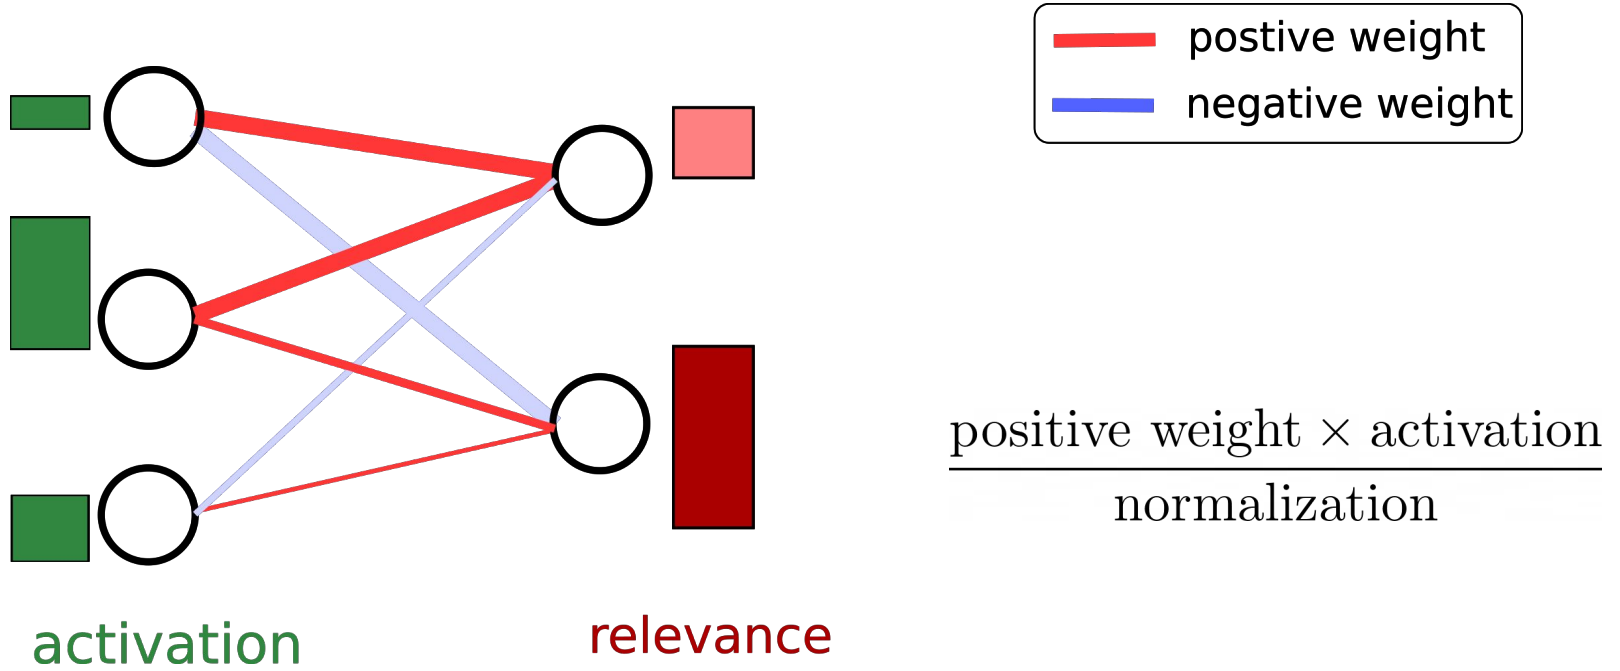 postive weight
negative weight
positive weight × activation
normalization
activation
relevance